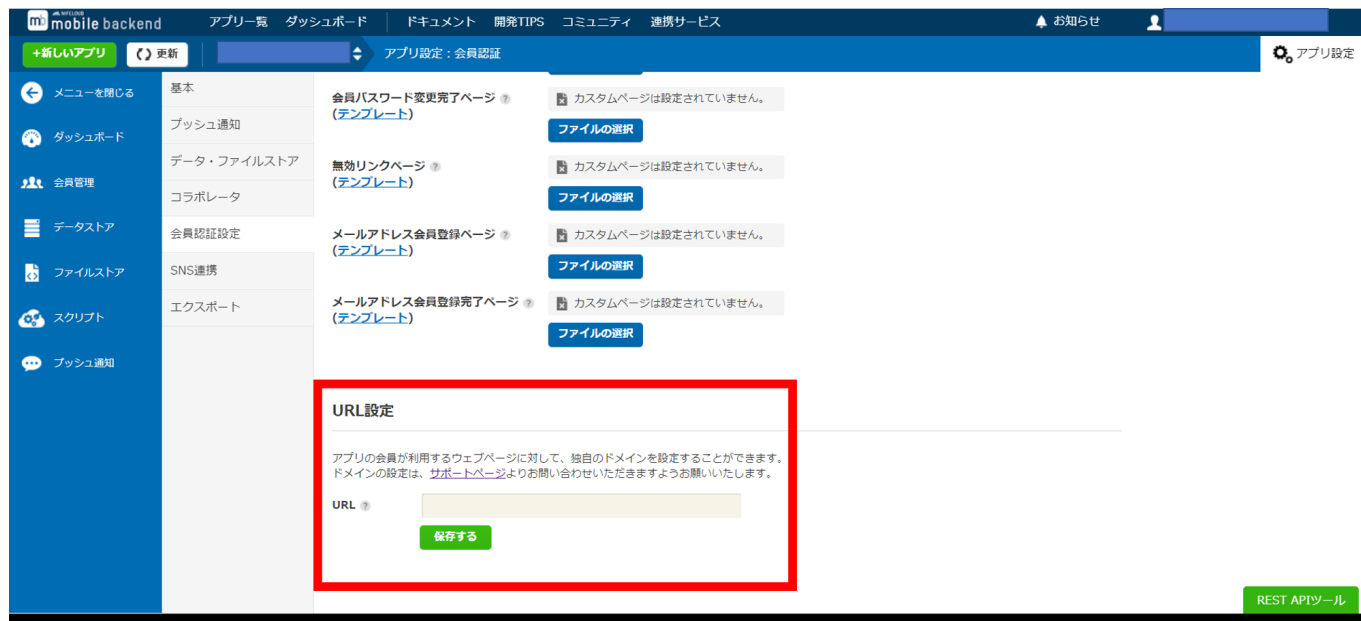 mb NIFCLOUD mobile backend
アプリ一覧 ダッシュボード ドキュメント 開発TIPS コミュニティ 連携サービス お知らせ
+新しいアプリ 更新 アプリ設定：会員認証 アプリ設定
メニューを閉じる
ダッシュボード
会員管理
データストア
ファイルストア
スクリプト
プッシュ通知
基本
プッシュ通知
データ・ファイルストア
コラボレータ
会員認証設定
SNS連携
エクスポート
会員パスワード変更完了ページ ? カスタムページは設定されていません。
(テンプレート)
ファイルの選択
無効リンクページ ? カスタムページは設定されていません。
(テンプレート)
ファイルの選択
メールアドレス会員登録ページ ? カスタムページは設定されていません。
(テンプレート)
ファイルの選択
メールアドレス会員登録完了ページ ? カスタムページは設定されていません。
(テンプレート)
ファイルの選択
URL設定
アプリの会員が利用するウェブページに対して、独自のドメインを設定することができます。
ドメインの設定は、サポートページよりお問い合わせいただきますようお願いいたします。
URL ?
保存する
REST APIツール